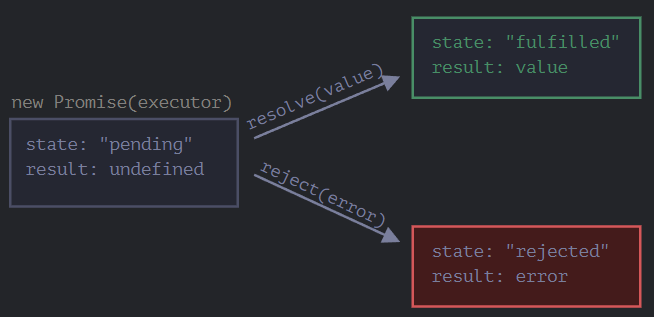 new Promise(executor)
state: "pending"
result: undefined
resolve(value)
reject(error)
state: "fulfilled"
result: value
state: "rejected"
result: error